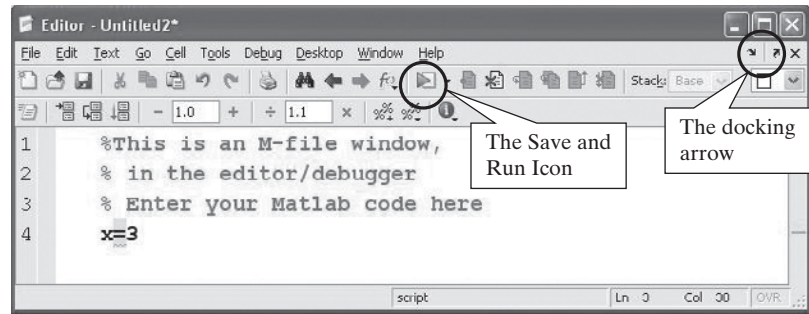 Editor - Untitled2*
File Edit Text Go Cell Tools Debug Desktop Window Help
Stack: Base
- 1.0 + ÷ 1.1 ×
1 %This is an M-file window,
2 % in the editor/debugger
3 % Enter your Matlab code here
4 x=3
The Save and
Run Icon
The docking
arrow
script Ln Col OVR